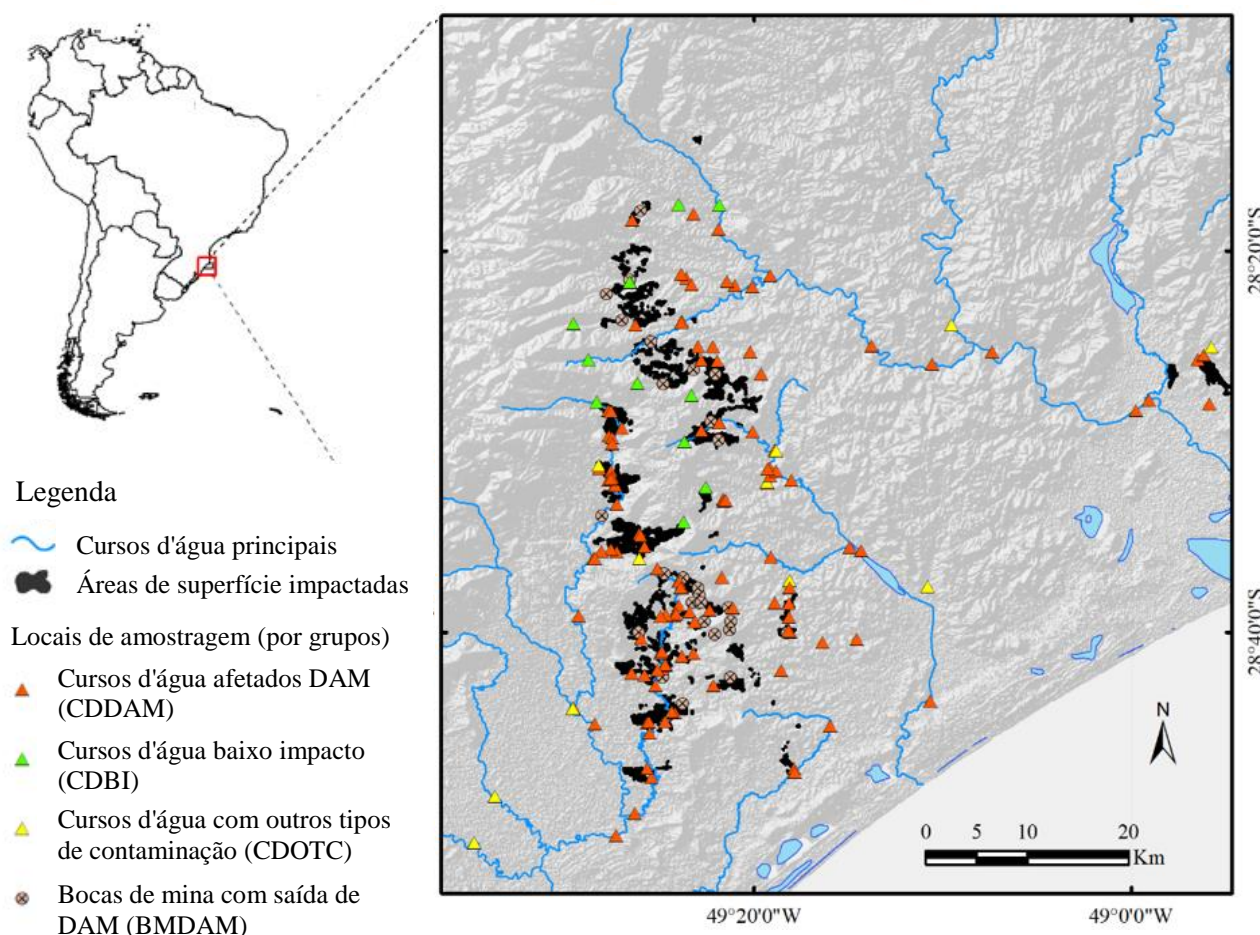 Legenda
Cursos d'água principais
Áreas de superfície impactadas
Locais de amostragem (por grupos)
Cursos d'água afetados DAM
(CDDAM)
Cursos d'água baixo impacto
(CDBI)
Cursos d'água com outros tipos
de contaminação (CDOTC)
Bocas de mina com saída de
DAM (BMDAM)
28°20'0"S
28°40'0"S
N
0 5 10 20
Km
49°20'0"W
49°0'0"W